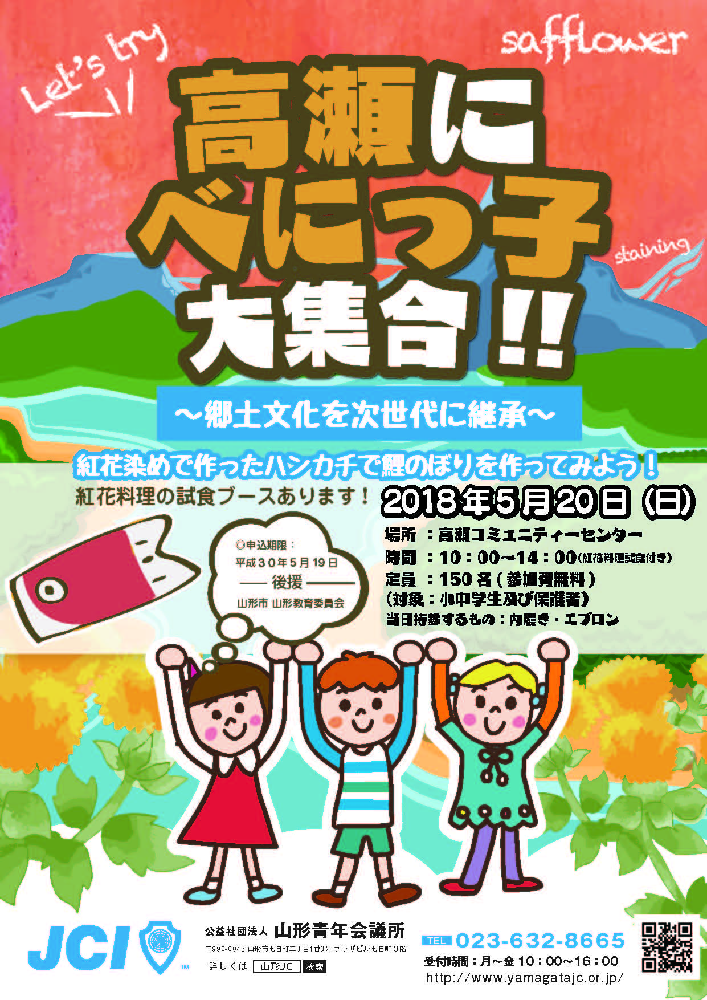 Let's try
safflower
高瀬に
べにっ子
staining
大集合!!
〜郷土文化を次世代に継承〜
紅花染めで作ったハンカチで鯉のぼりを作ってみよう！
紅花料理の試食ブースあります！
2018年5月20日（日）
場所 ：高瀬コミュニティーセンター
時間 ：10：00〜14：00(紅花料理試食付き)
定員 ：150名(参加費無料)
(対象：小中学生及び保護者)
当日持参するもの：内履き・エプロン
◎申込期限：
平成30年5月19日
後援
山形市 山形教育委員会
JCI
TM
公益社団法人 山形青年会議所
〒990-0042 山形市七日町二丁目1番3号 プラザビル七日町3階
詳しくは 山形JC 検索
TEL 023-632-8665
受付時間：月〜金10：00〜16：00
http://www.yamagatajc.or.jp/